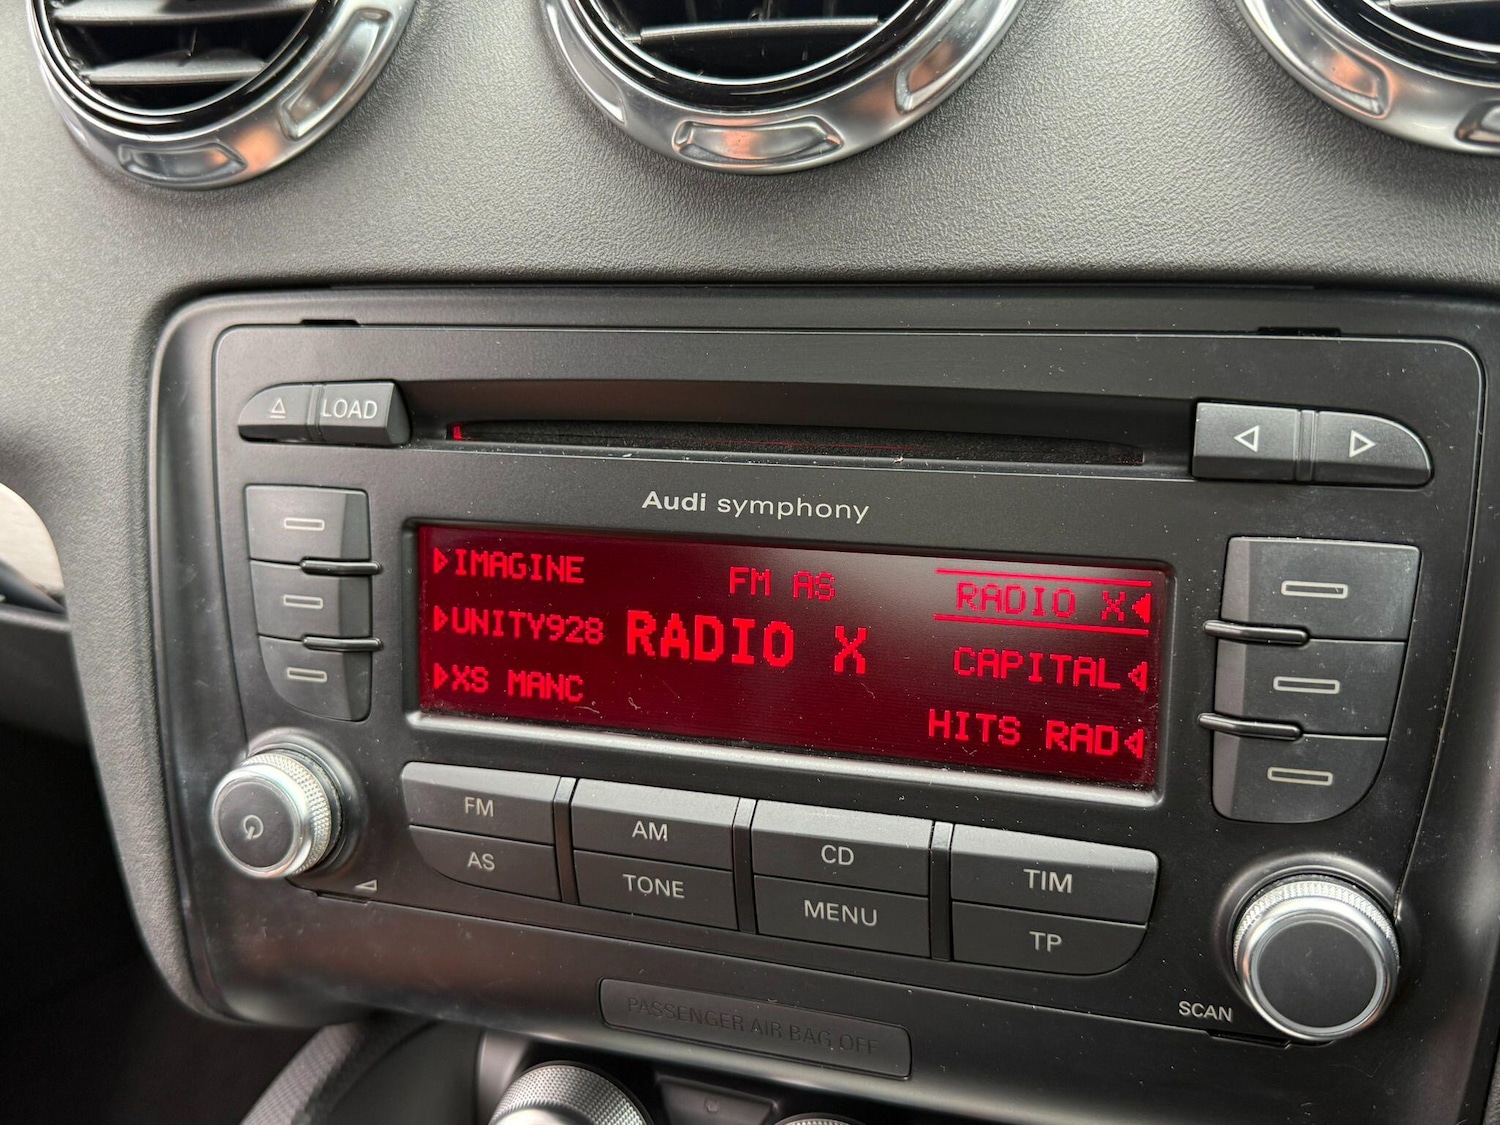 LOAD
Audi symphony
IMAGINE
FM AS
RADIO X
UNITY928
RADIO X
CAPITAL
XS MANC
HITS RAD
FM
AM
CD
TIM
AS
TONE
MENU
TP
SCAN
PASSENGER AIR BAG OFF